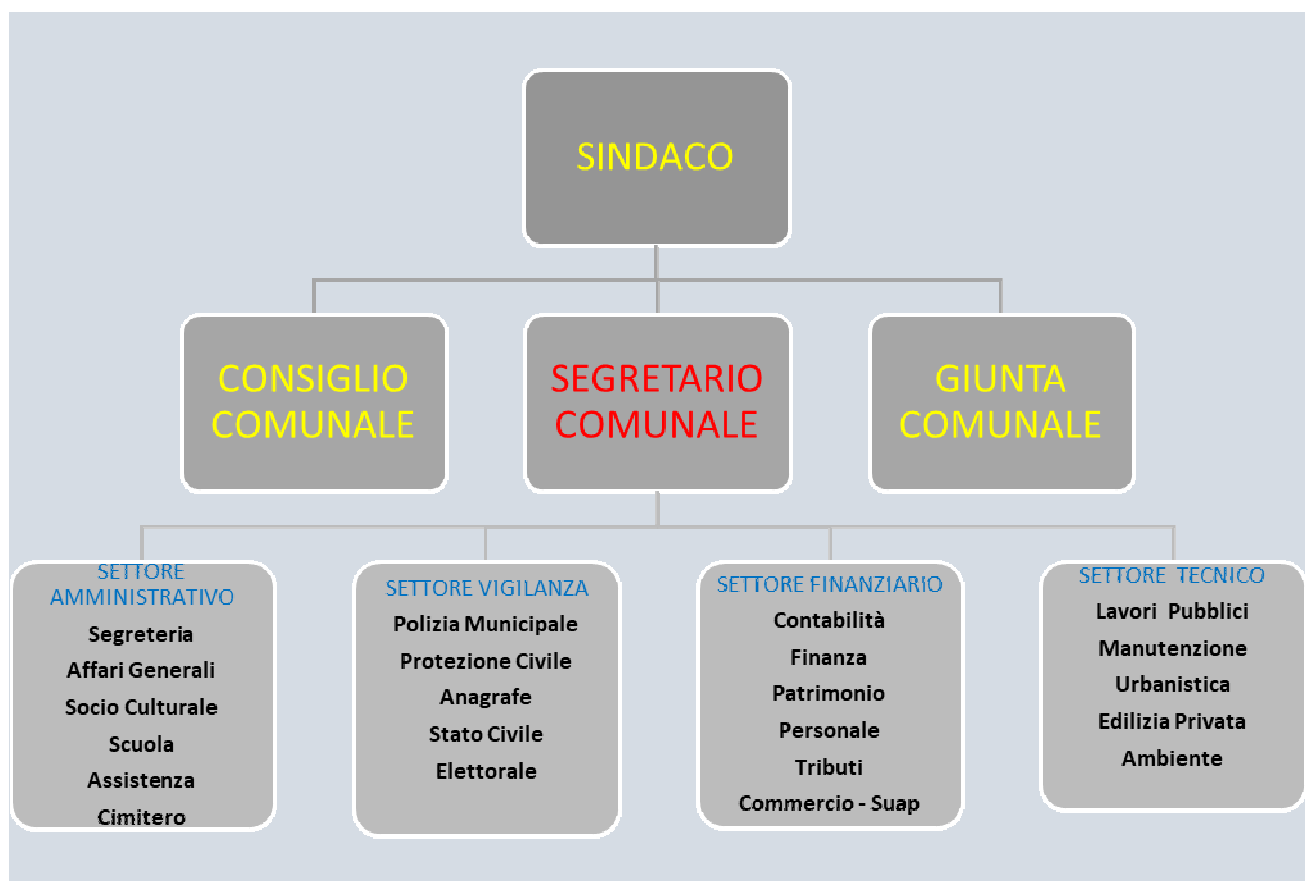 SINDACO
CONSIGLIO
COMUNALE
SEGRETARIO
COMUNALE
GIUNTA
COMUNALE
SETTORE
AMMINISTRATIVO
Segreteria
Affari Generali
Socio Culturale
Scuola
Assistenza
Cimitero
SETTORE VIGILANZA
Polizia Municipale
Protezione Civile
Anagrafe
Stato Civile
Elettorale
SETTORE FINANZIARIO
Contabilità
Finanza
Patrimonio
Personale
Tributi
Commercio - Suap
SETTORE TECNICO
Lavori Pubblici
Manutenzione
Urbanistica
Edilizia Privata
Ambiente